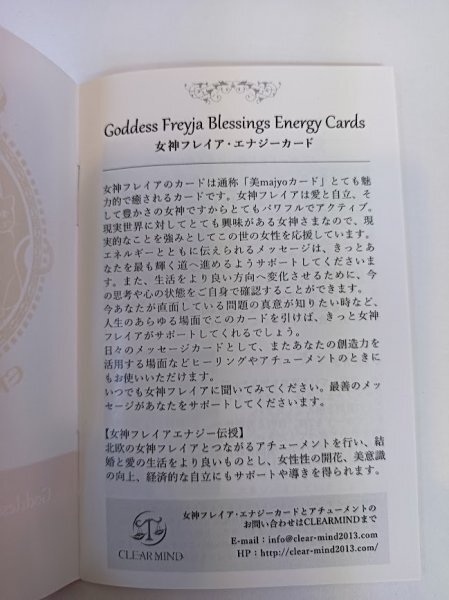 Goddess Freyja Blessings Energy Cards
女神フレイア・エナジーカード
女神フレイアのカードは通称「美majyoカード」とても魅
力的で癒されるカードです。女神フレイアは愛と自立、そ
して豊かさの女神ですからとてもパワフルでアクティブ。
現実世界に対してとても興味がある女神さまなので、現
実的なことを強みとしてこの世の女性を応援しています。
エネルギーとともに伝えられるメッセージは、きっとあ
なたを最も輝く道へ進めるようサポートしてくださいま
す。また、生活をより良い方向へ変化させるために、今
の思考や心の状態をご自身で確認することができます。
今あなたが直面している問題の真意が知りたい時など、
人生のあらゆる場面でこのカードを引けば、きっと女神
フレイアがサポートしてくれるでしょう。
日々のメッセージカードとして、またあなたの創造力を
活用する場面などヒーリングやアチューメントのときに
もお使いいただけます。
いつでも女神フレイアに聞いてみてください。最善のメッ
セージがあなたをサポートしてくださいます。
【女神フレイアエナジー伝授】
北欧の女神フレイアとつながるアチューメントを行い、結
婚と愛の生活をより良いものとし、女性性の開花、美意識
の向上、経済的な自立にもサポートや導きを得られます。
女神フレイア・エナジーカードとアチューメントの
お問い合わせはCLEARMINDまで
E-mail：info@clear-mind2013.com/
HP：http://clear-mind2013.com/
CLEAR MIND